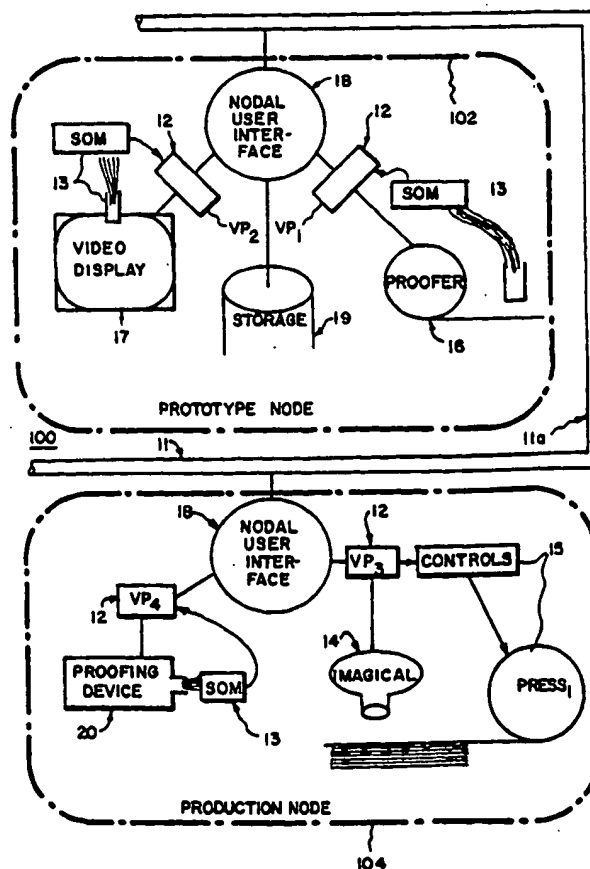 18
102
NODAL
USER
INTER-
FACE
12
12
SOM
SOM
13
13
VP2
VP1
VIDEO
DISPLAY
PROOFER
STORAGE
19
17
16
PROTOTYPE NODE
11a
100
11
18
NODAL
USER
INTER-
FACE
12
VP3
CONTROLS
15
12
VP4
14
IMAGICAL
PROOFING
DEVICE
SOM
PRESS1
20
13
PRODUCTION NODE
104